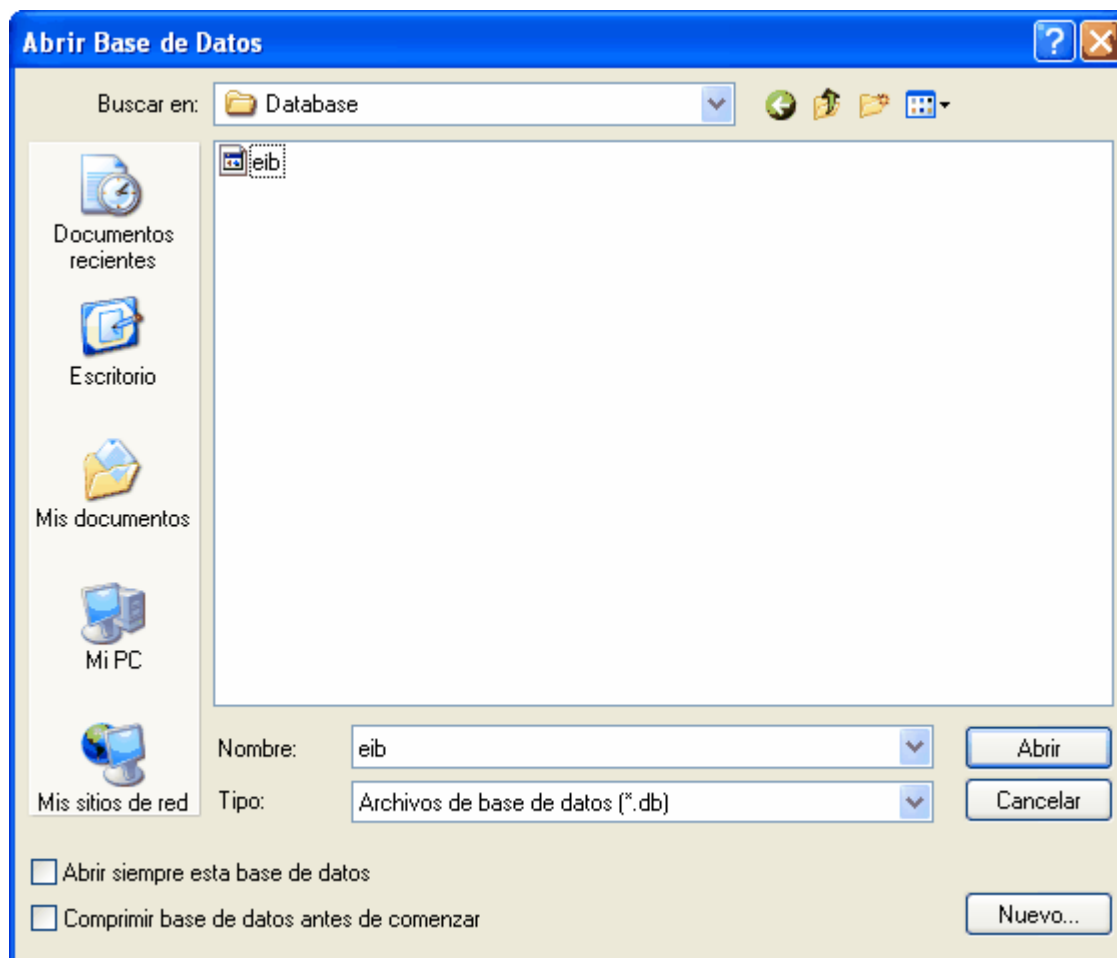 Abrir Base de Datos
Buscar en:
Database
eib
Documentos
recientes
Escritorio
Mis documentos
Mi PC
Mis sitios de red
Nombre:
eib
Abrir
Tipo:
Archivos de base de datos (*.db)
Cancelar
Abrir siempre esta base de datos
Comprimir base de datos antes de comenzar
Nuevo...